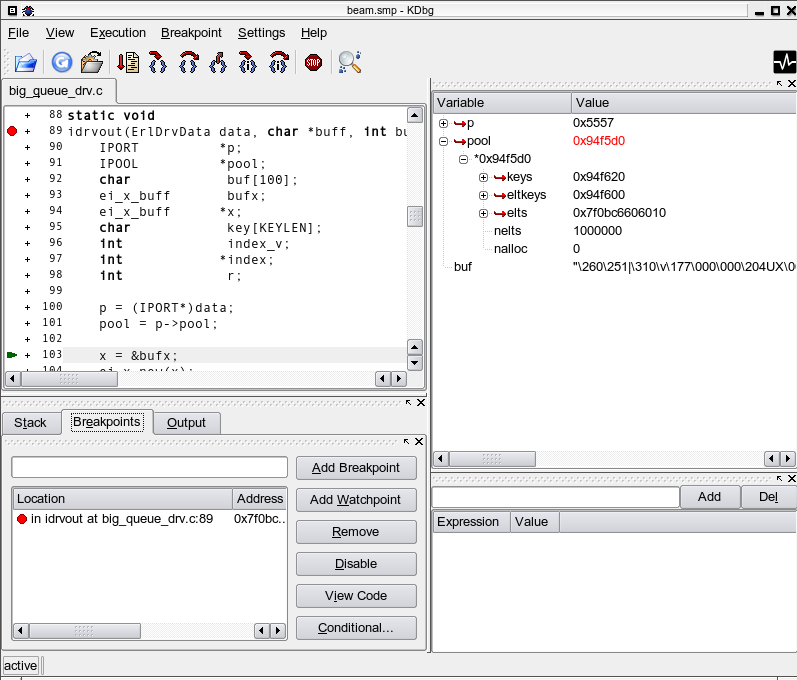 beam.smp - KDbg
File View Execution Breakpoint Settings Help
STOP
big_queue_drv.c
+ 88 static void
+ 89 idrvout(ErlDrvData data, char *buff, int bu
+ 90 IPORT *p;
+ 91 IPOOL *pool;
+ 92 char buf[100];
+ 93 ei_x_buff bufx;
+ 94 ei_x_buff *x;
+ 95 char key[KEYLEN];
+ 96 int index_v;
+ 97 int *index;
+ 98 int r;
+ 99
+ 100 p = (IPORT*)data;
+ 101 pool = p->pool;
+ 102
+ 103 x = &bufx;
104 ei_x_new(x);
Variable Value
p 0x5557
pool 0x94f5d0
*0x94f5d0
keys 0x94f620
eltkeys 0x94f600
elts 0x7f0bc6606010
nelts 1000000
nalloc 0
buf "\260\251|\310\v\177\000\000\204UX\0
Stack Breakpoints Output
Add Breakpoint
Add Watchpoint
Remove
Disable
View Code
Conditional...
Location Address
in idrvout at big_queue_drv.c:89 0x7f0bc..
Add Del
Expression Value
active